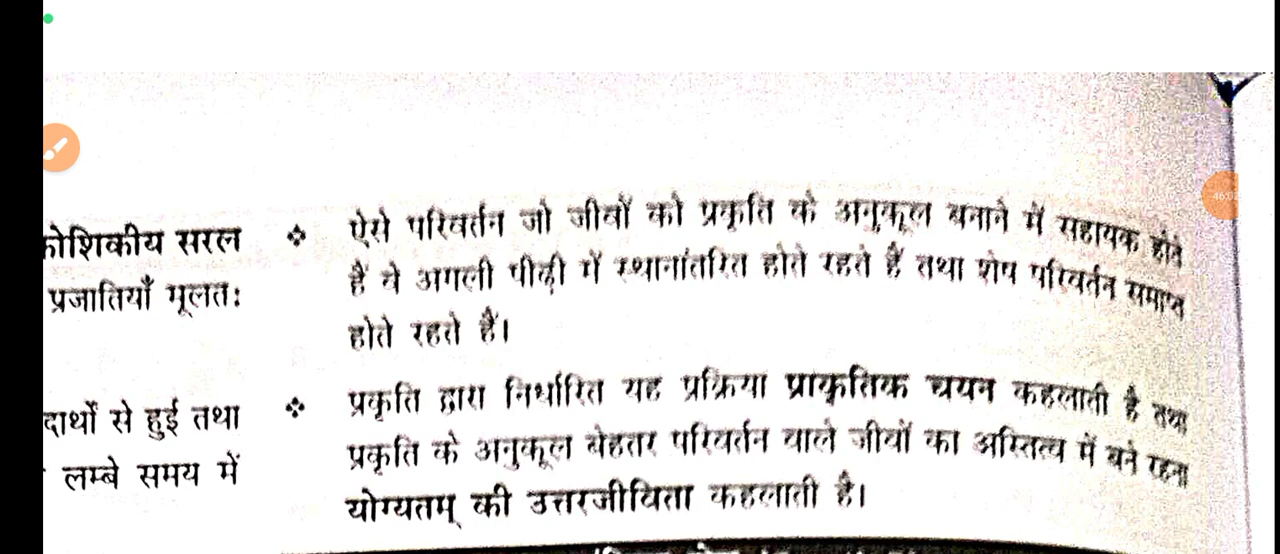 कोशिकीय सरल
प्रजातियाँ मूलतः
दार्थों से हुई तथा
लम्बे समय में
❖ ऐसे परिवर्तन जो जीवों को प्रकृति के अनुकूल बनाने में सहायक होते
हैं वे अगली पीढ़ी में स्थानांतरित होते रहते हैं तथा शेष परिवर्तन समाप्त
होते रहते हैं।
❖ प्रकृति द्वारा निर्धारित यह प्रक्रिया प्राकृतिक चयन कहलाती है तथा
प्रकृति के अनुकूल बेहतर परिवर्तन वाले जीवों का अस्तित्व में बने रहना
योग्यतम् की उत्तरजीविता कहलाती है।